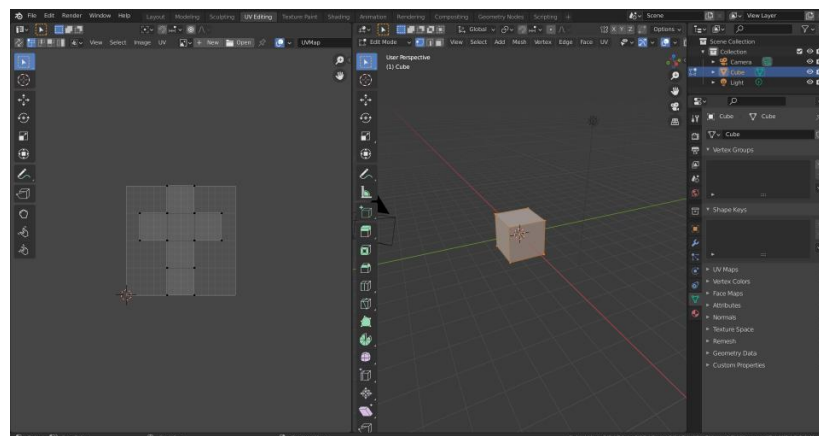 File Edit Render Window Help Layout Modeling Sculpting UV Editing Texture Paint Shading Animation Rendering Compositing Geometry Nodes Scripting + Scene View Layer
Global Options
View Select Image UV New Open UVMap Edit Mode View Select Add Mesh Vertex Edge Face UV
User Perspective
(1) Cube
Scene Collection
Collection
Camera
Cube
Light
Cube Cube
Cube
Vertex Groups
Shape Keys
UV Maps
Vertex Colors
Face Maps
Attributes
Normals
Texture Space
Remesh
Geometry Data
Custom Properties